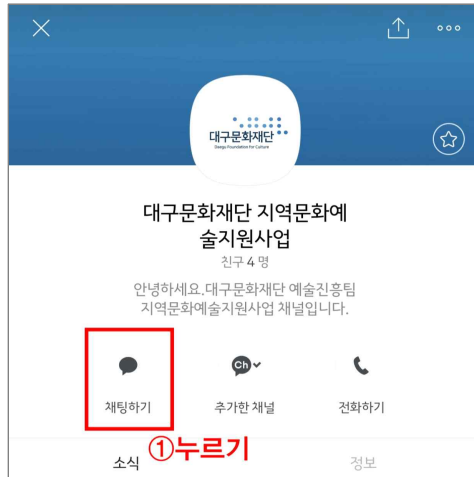 대구문화재단
Daegu Foundation for Culture
대구문화재단 지역문화예
술지원사업
친구 4 명
안녕하세요.대구문화재단 예술진흥팀
지역문화예술지원사업 채널입니다.
Ch
채팅하기 추가한 채널 전화하기
①누르기
소식 정보